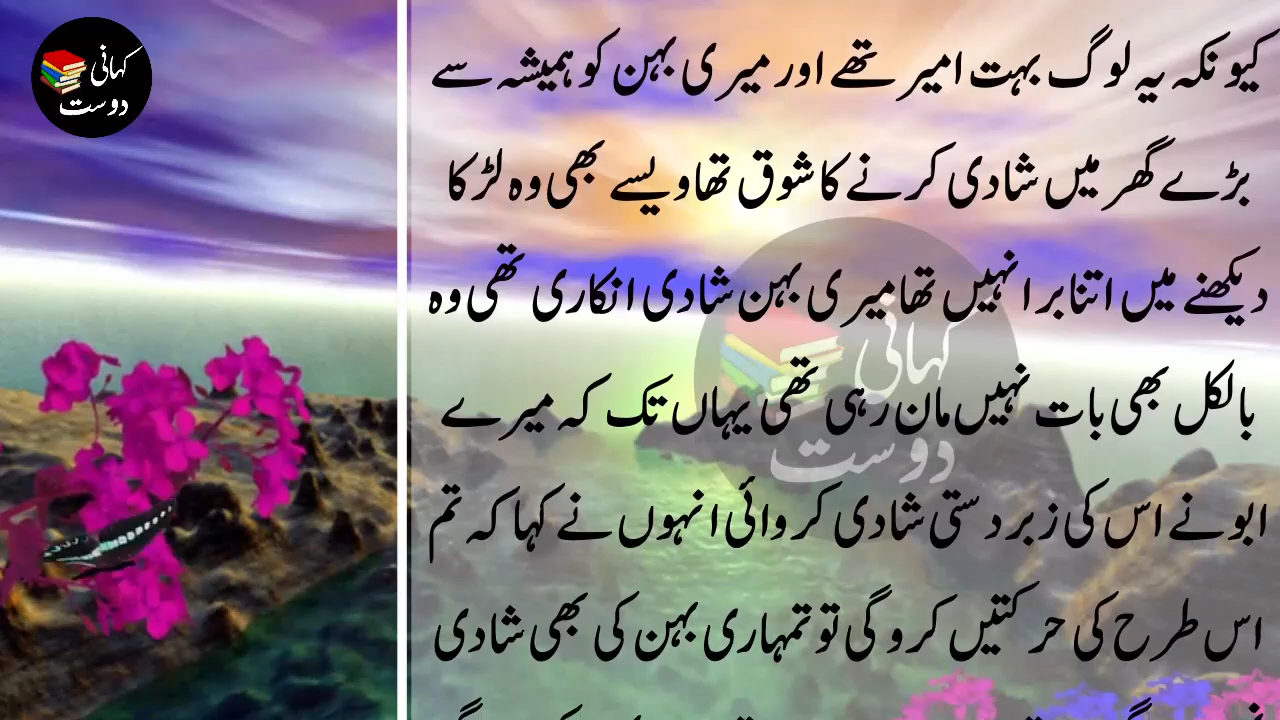 کہانی
دوست
کیونکہ یہ لوگ بہت امیر تھے اور میری بہن کو ہمیشہ سے
بڑے گھر میں شادی کرنے کا شوق تھا ویسے بھی وہ لڑکا
دیکھنے میں اتنا برا نہیں تھا میری بہن شادی انکاری تھی وہ
بالکل بھی بات نہیں مان رہی تھی یہاں تک کہ میرے
ابو نے اس کی زبردستی شادی کروائی انہوں نے کہا کہ تم
اس طرح کی حرکتیں کرو گی تو تمہاری بہن کی بھی شادی
کہانی
دوست